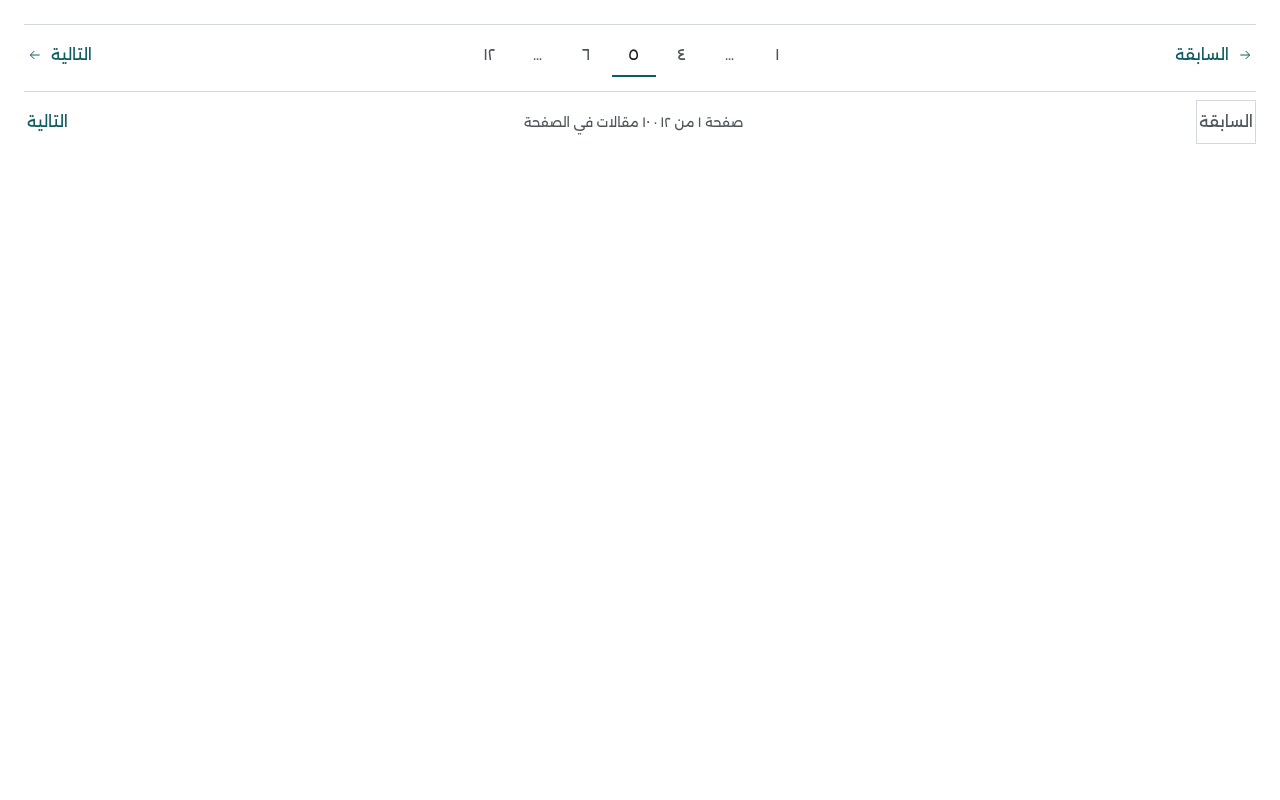 → السابقة ١ … ٤ ٥ ٦ … ١٢ التالية ←
السابقة صفحة ١ من ١٢ · ١٠ مقالات في الصفحة التالية